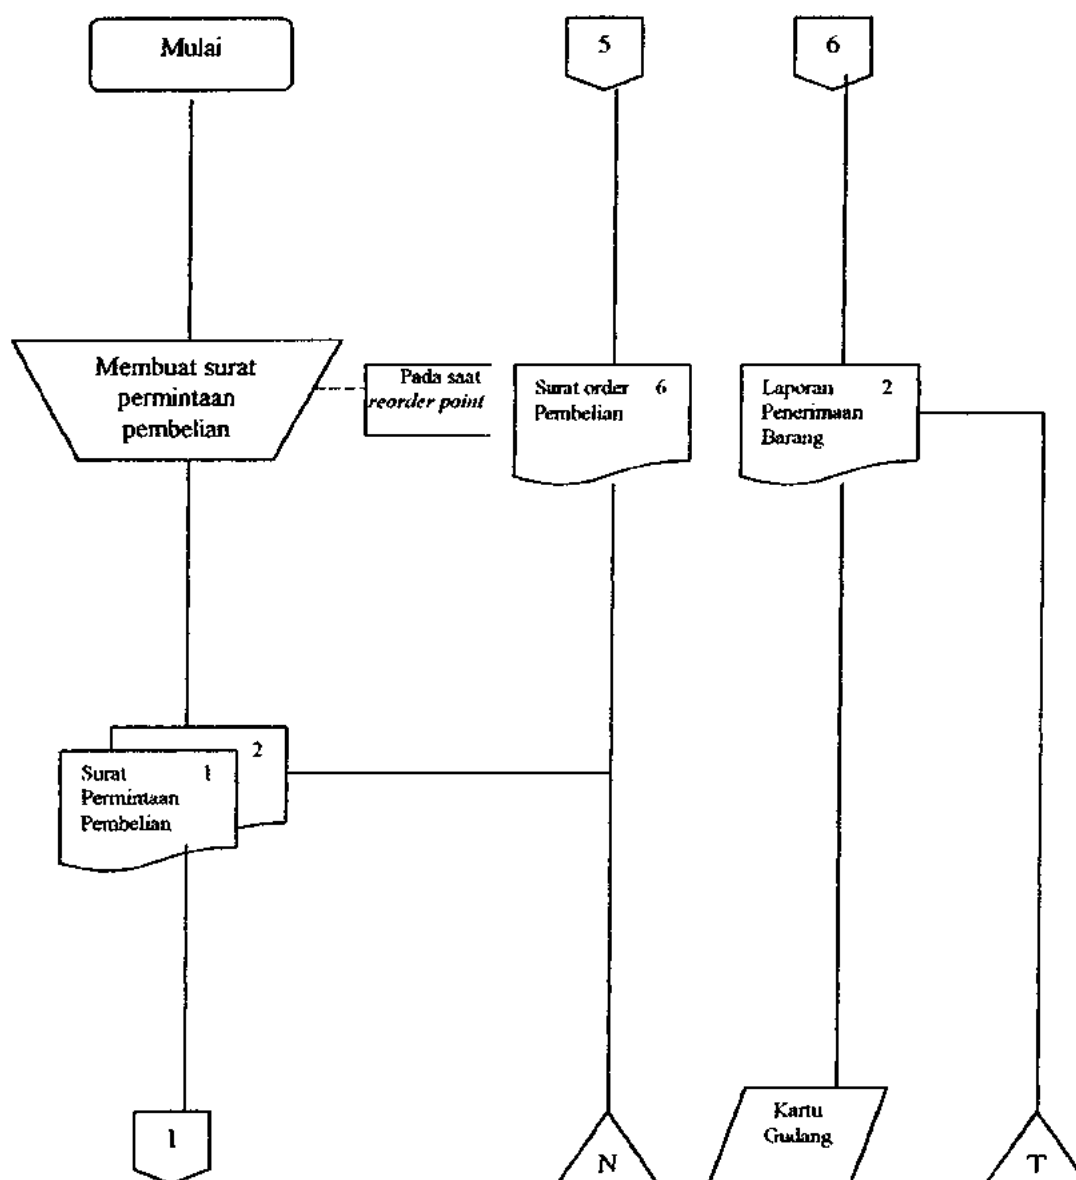 Mulai
5
6
Membuat surat
permintaan
pembelian
Pada saat
reorder point
Surat order 6
Pembelian
Laporan 2
Penerimaan
Barang
2
Surat 1
Permintaan
Pembelian
1
N
Kartu
Gudang
T